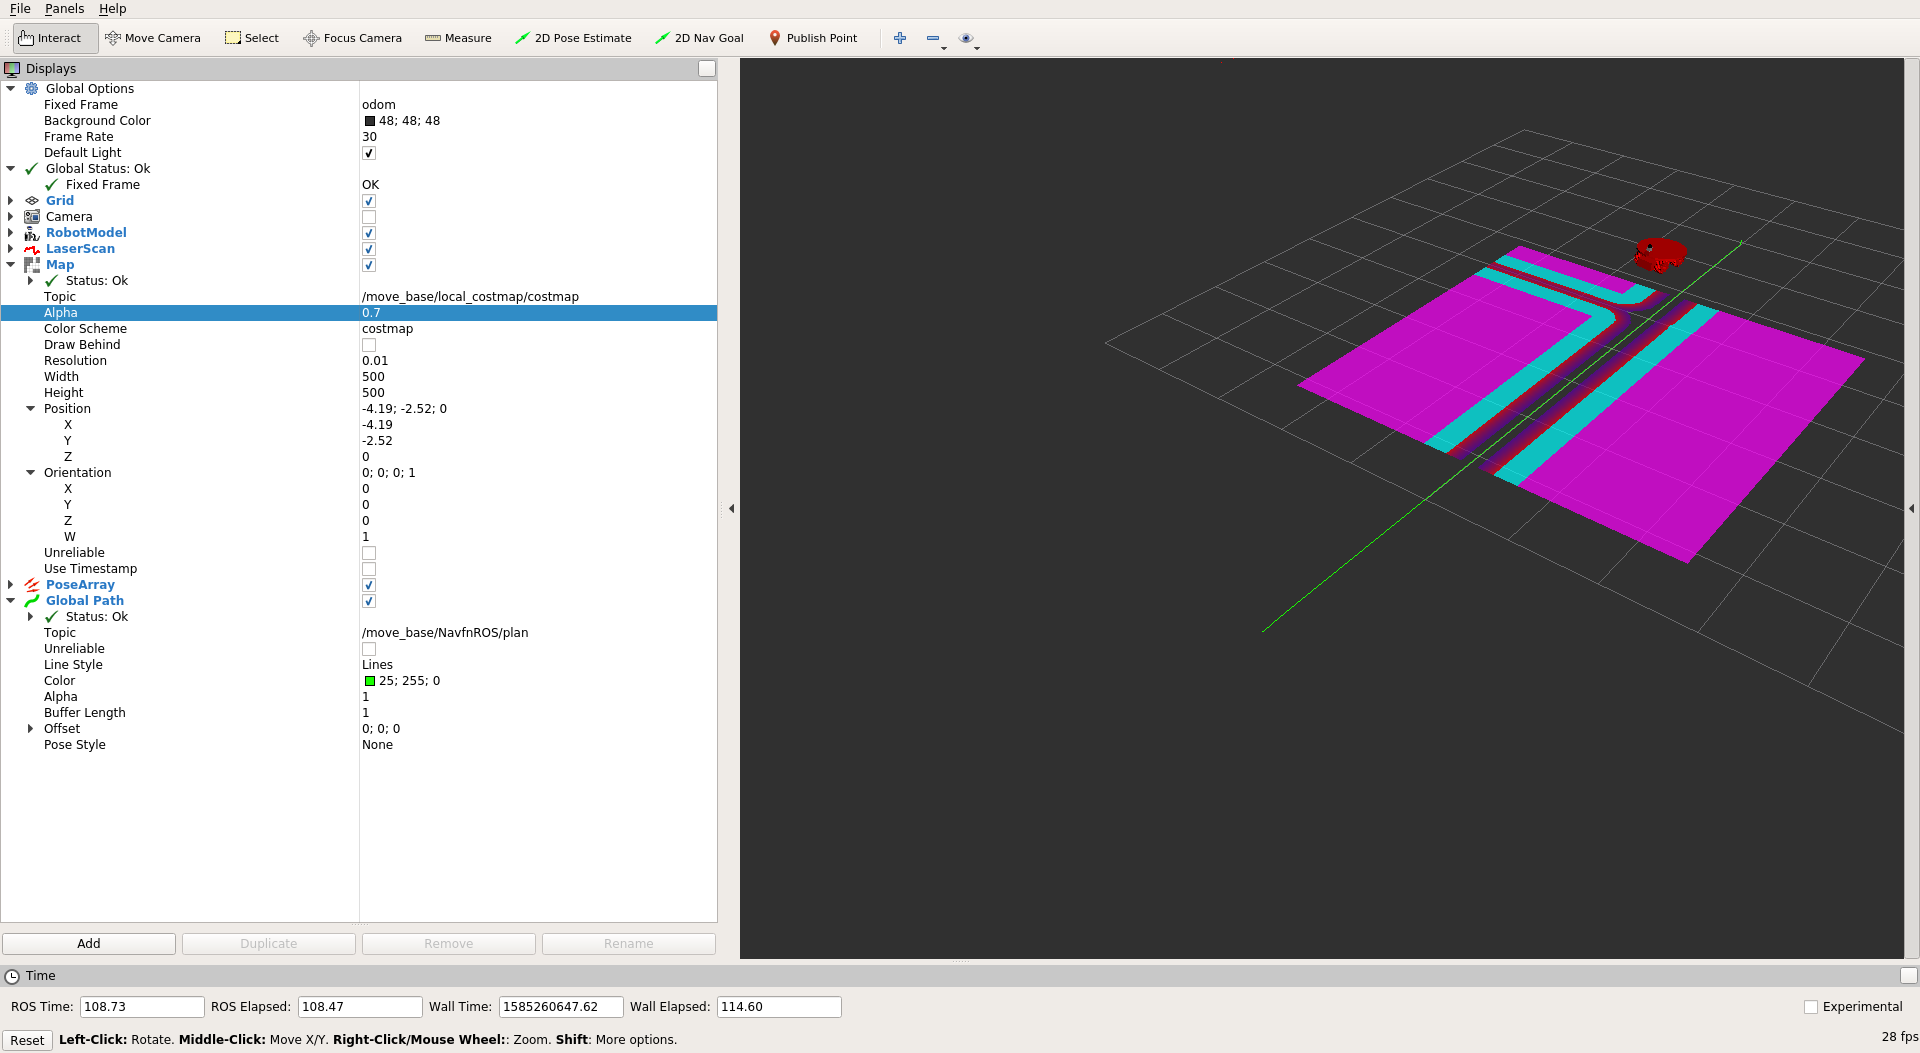 File Panels Help
Interact Move Camera Select Focus Camera Measure 2D Pose Estimate 2D Nav Goal Publish Point
Displays
Global Options
Fixed Frame odom
Background Color 48; 48; 48
Frame Rate 30
Default Light
Global Status: Ok
Fixed Frame OK
Grid
Camera
RobotModel
LaserScan
Map
Status: Ok
Topic /move_base/local_costmap/costmap
Alpha 0.7
Color Scheme costmap
Draw Behind
Resolution 0.01
Width 500
Height 500
Position -4.19; -2.52; 0
X -4.19
Y -2.52
Z 0
Orientation 0; 0; 0; 1
X 0
Y 0
Z 0
W 1
Unreliable
Use Timestamp
PoseArray
Global Path
Status: Ok
Topic /move_base/NavfnROS/plan
Unreliable
Line Style Lines
Color 25; 255; 0
Alpha 1
Buffer Length 1
Offset 0; 0; 0
Pose Style None
Add Duplicate Remove Rename
Time
ROS Time: 108.73 ROS Elapsed: 108.47 Wall Time: 1585260647.62 Wall Elapsed: 114.60 Experimental
Reset Left-Click: Rotate. Middle-Click: Move X/Y. Right-Click/Mouse Wheel:: Zoom. Shift: More options. 28 fps